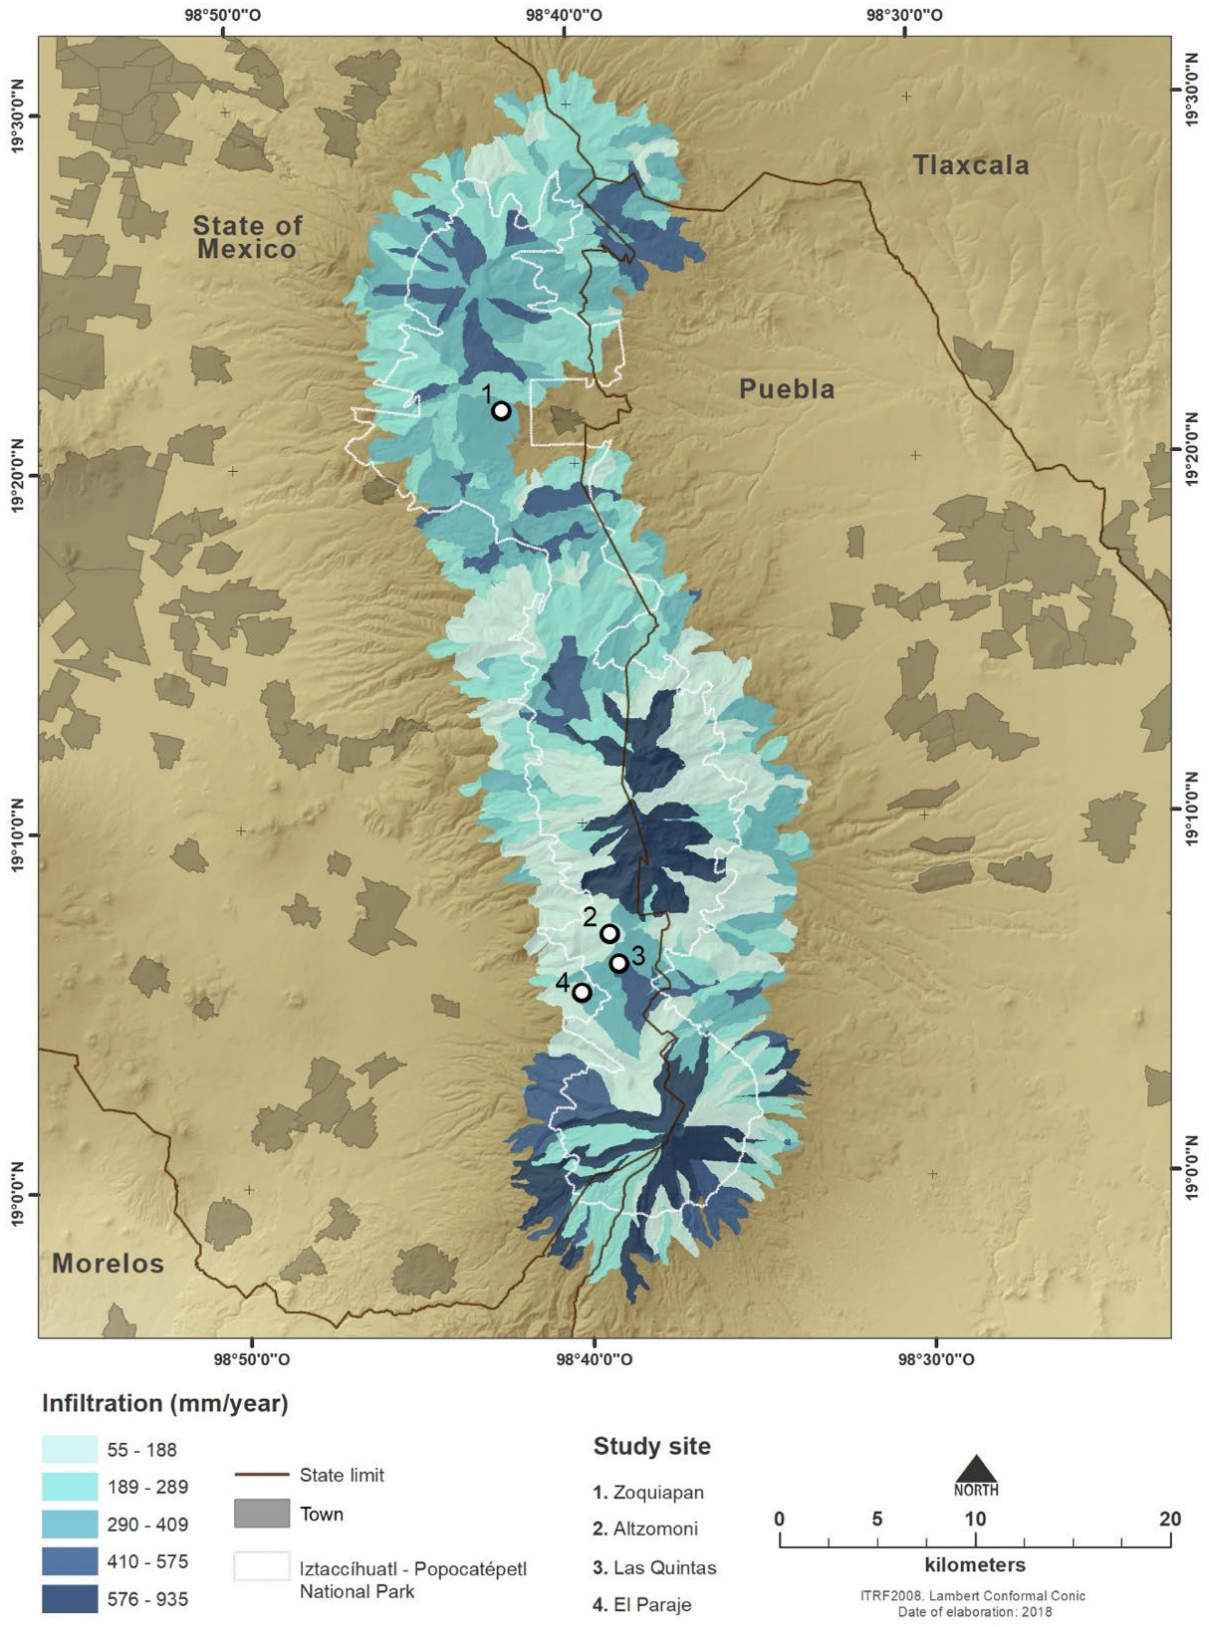 98°50'0"O 98°40'0"O 98°30'0"O
19°30'0"N
19°30'0"N
Tlaxcala
State of
Mexico
Puebla
1
19°20'0"N
19°20'0"N
19°10'0"N
19°10'0"N
2
3
4
19°0'0"N
19°0'0"N
Morelos
98°50'0"O 98°40'0"O 98°30'0"O
Infiltration (mm/year)
55 - 188
189 - 289
290 - 409
410 - 575
576 - 935
State limit
Town
Iztaccíhuatl - Popocatépetl
National Park
Study site
1. Zoquiapan
2. Altzomoni
3. Las Quintas
4. El Paraje
NORTH
0 5 10 20
kilometers
ITRF2008. Lambert Conformal Conic
Date of elaboration: 2018